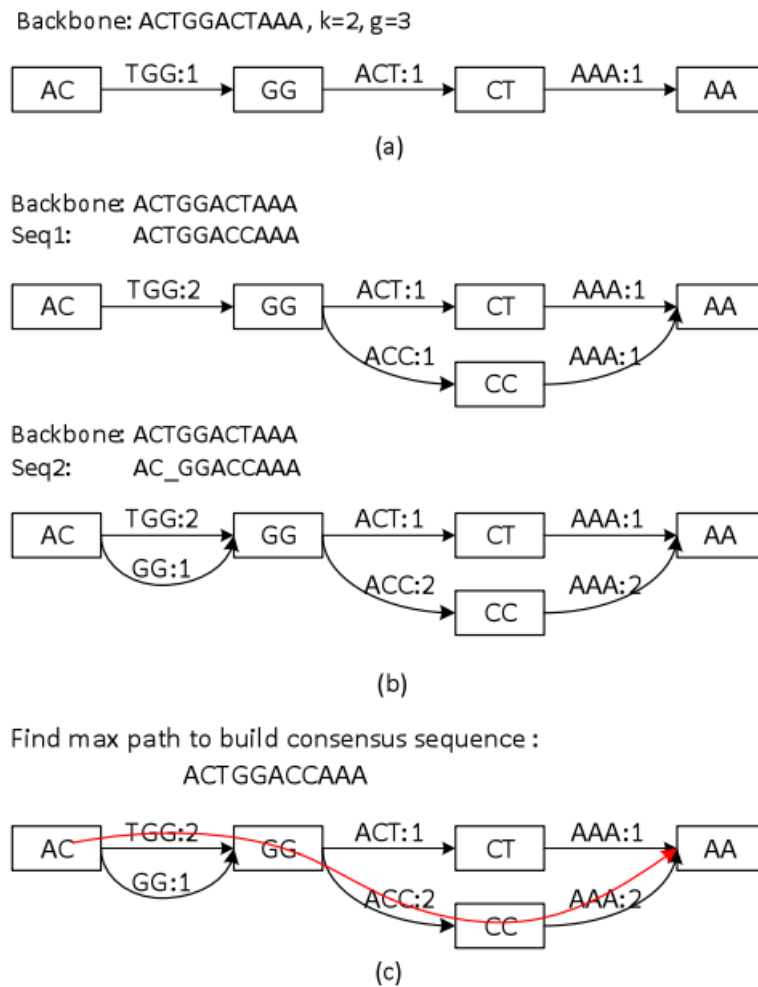 Backbone: ACTGGACTAAA, k=2, g=3
AC TGG:1 GG ACT:1 CT AAA:1 AA
(a)
Backbone: ACTGGACTAAA
Seq1: ACTGGACCAAA
AC TGG:2 GG ACT:1 CT AAA:1 AA
ACC:1 CC AAA:1
Backbone: ACTGGACTAAA
Seq2: AC_GGACCAAA
AC TGG:2 GG ACT:1 CT AAA:1 AA
GG:1 ACC:2 CC AAA:2
(b)
Find max path to build consensus sequence :
ACTGGACCAAA
AC TGG:2 GG ACT:1 CT AAA:1 AA
GG:1 ACC:2 CC AAA:2
(c)